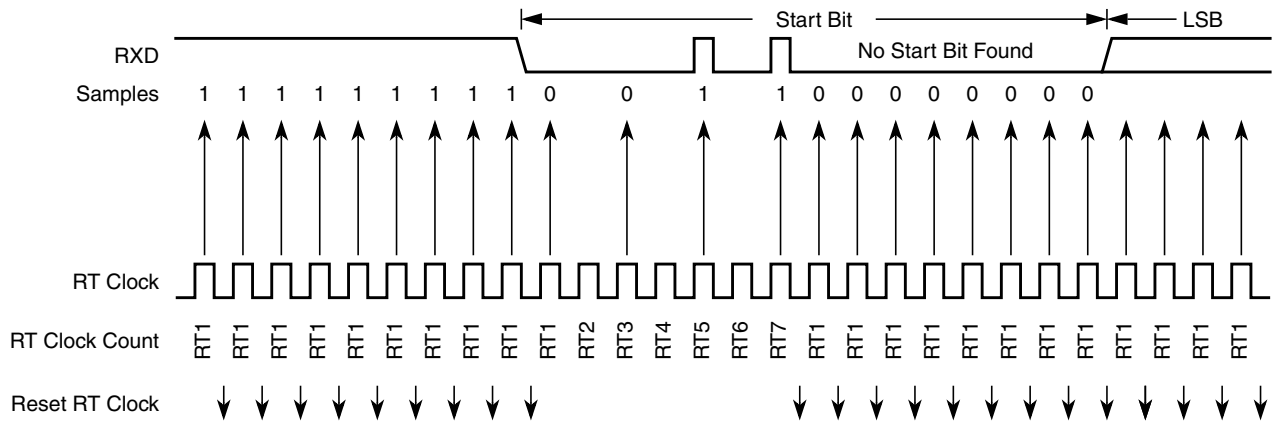 Start Bit LSB
RXD No Start Bit Found
Samples 1 1 1 1 1 1 1 1 1 0 0 1 1 0 0 0 0 0 0 0 0
RT Clock
RT Clock Count RT1 RT1 RT1 RT1 RT1 RT1 RT1 RT1 RT1 RT1 RT2 RT3 RT4 RT5 RT6 RT7 RT1 RT1 RT1 RT1 RT1 RT1 RT1 RT1 RT1 RT1 RT1 RT1
Reset RT Clock